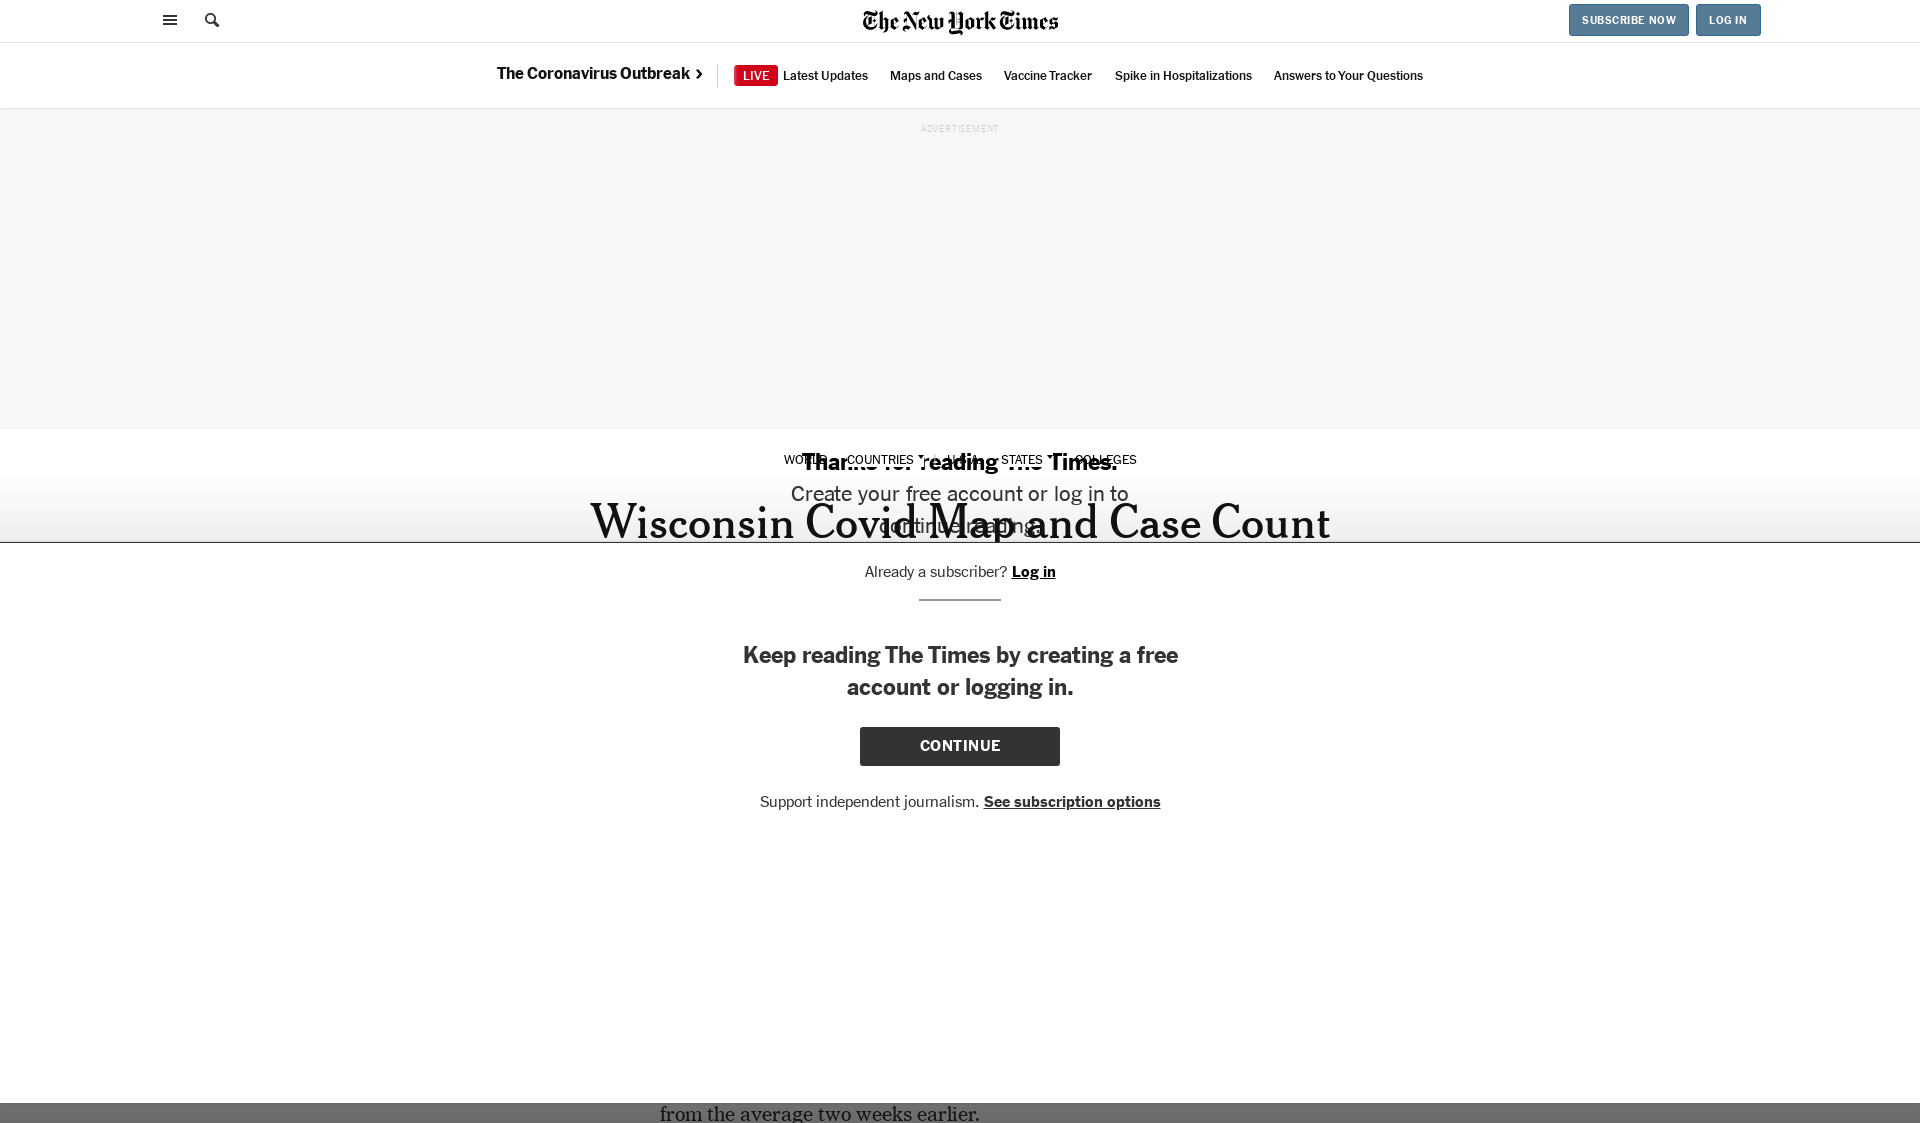 The New York Times
SUBSCRIBE NOW
LOG IN
The Coronavirus Outbreak
LIVE Latest Updates
Maps and Cases
Vaccine Tracker
Spike in Hospitalizations
Answers to Your Questions
ADVERTISEMENT
Thanks for reading The Times.
WORLD COUNTRIES U.S.A. STATES COLLEGES
Create your free account or log in to
continue reading.
Wisconsin Covid Map and Case Count
Already a subscriber? Log in
Keep reading The Times by creating a free
account or logging in.
CONTINUE
Support independent journalism. See subscription options
from the average two weeks earlier.